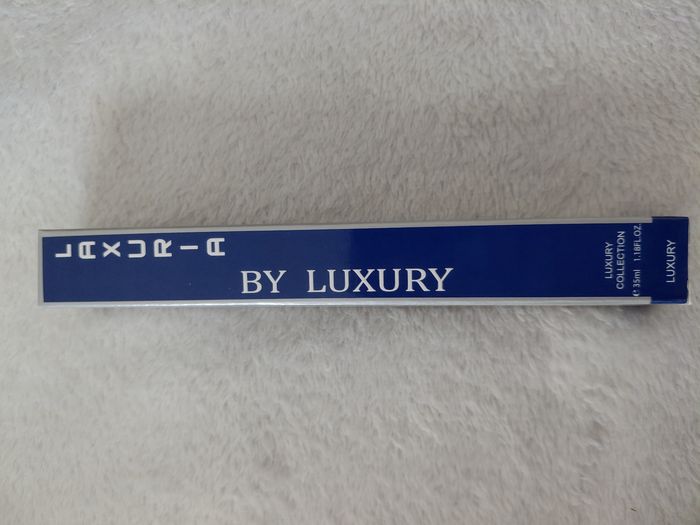 LAXURIA
BY LUXURY
LUXURY
COLLECTION
℮ 35ml 1.18FL.OZ.
LUXURY